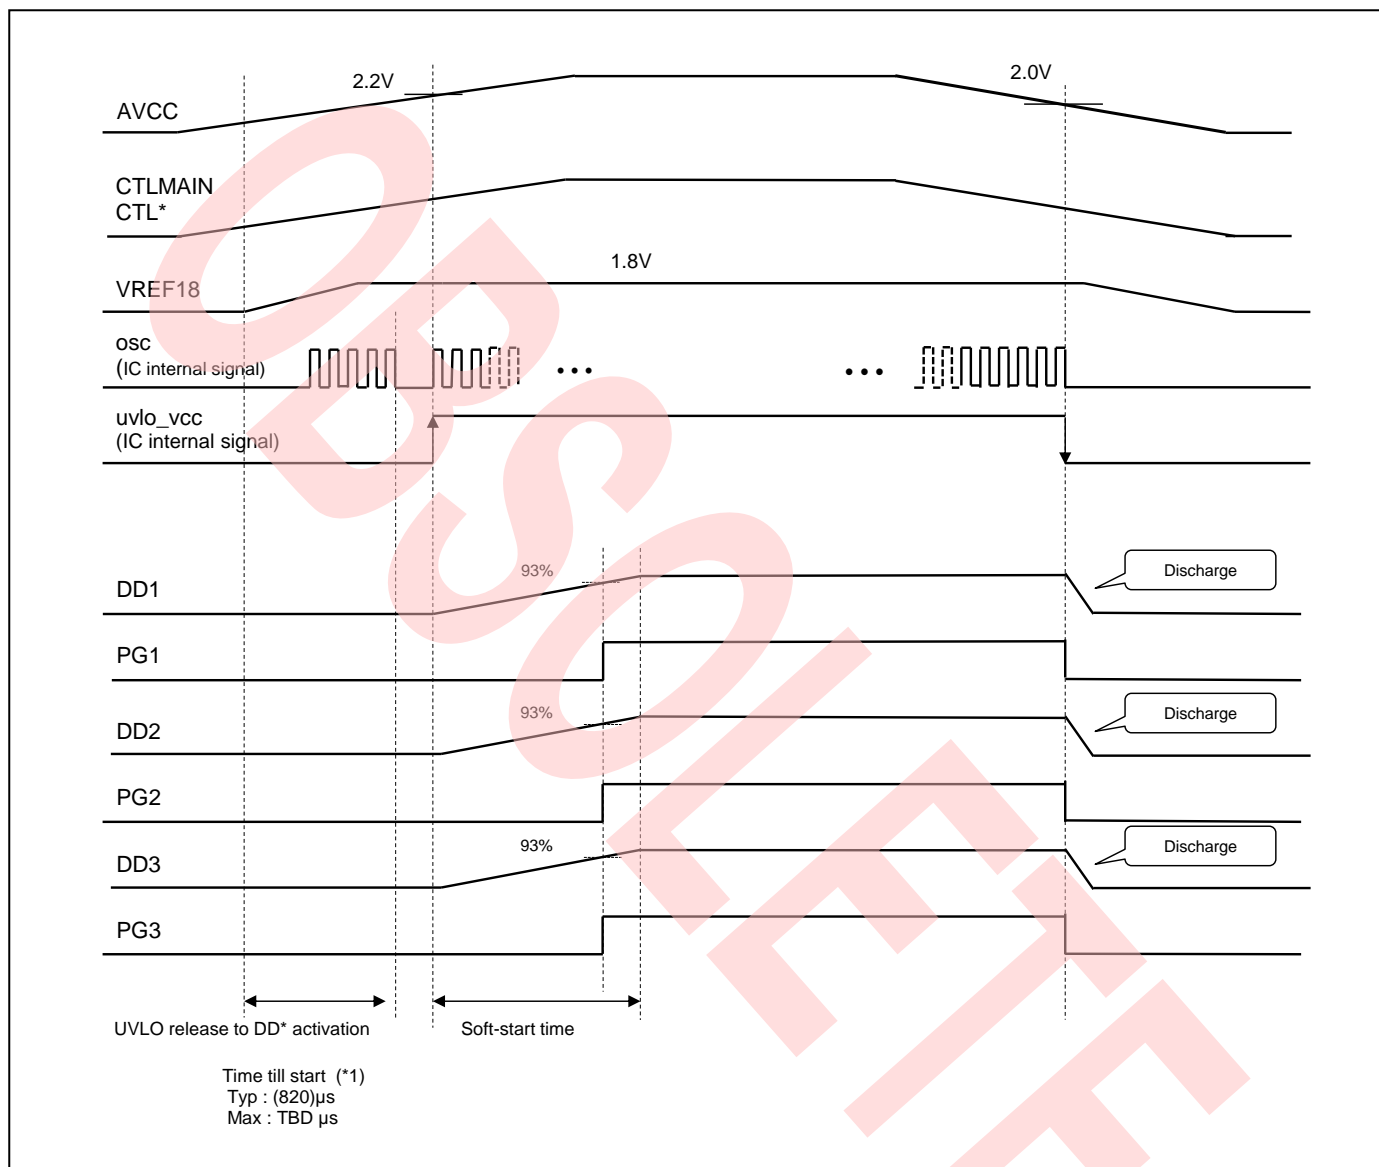 2.2V
2.0V
AVCC
CTLMAIN
CTL*
1.8V
VREF18
osc
(IC internal signal)
uvlo_vcc
(IC internal signal)
93%
Discharge
DD1
PG1
93%
Discharge
DD2
PG2
93%
Discharge
DD3
PG3
UVLO release to DD* activation
Soft-start time
Time till start (*1)
Typ : (820)μs
Max : TBD μs
OBSOLETE